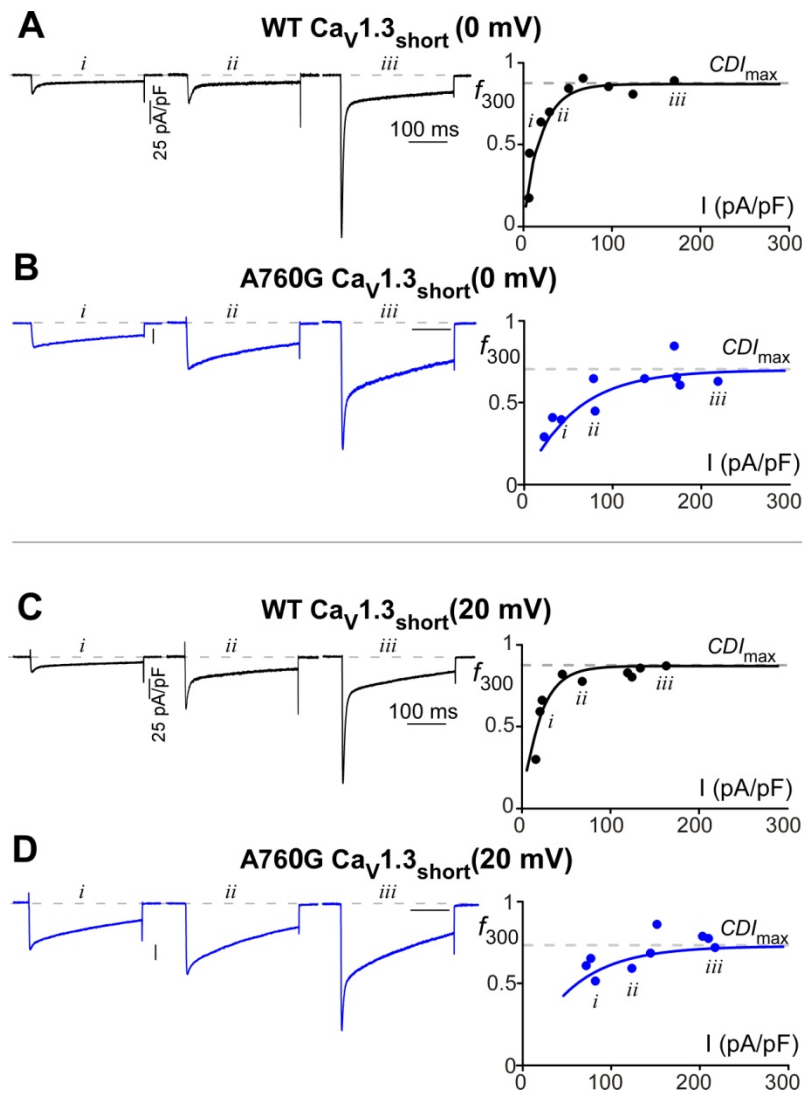 A
WT CaV1.3short (0 mV)
i ii iii
25 pA/pF
100 ms
1
f300
0.5
0
CDImax
i
ii
iii
I (pA/pF)
0 100 200 300
B
A760G CaV1.3short(0 mV)
i ii iii
1
f300
0.5
0
CDImax
i
ii
iii
I (pA/pF)
0 100 200 300
C
WT CaV1.3short(20 mV)
i ii iii
25 pA/pF
100 ms
1
f300
0.5
0
CDImax
i
ii
iii
I (pA/pF)
0 100 200 300
D
A760G CaV1.3short(20 mV)
i ii iii
1
f300
0.5
0
CDImax
i
ii
iii
I (pA/pF)
0 100 200 300